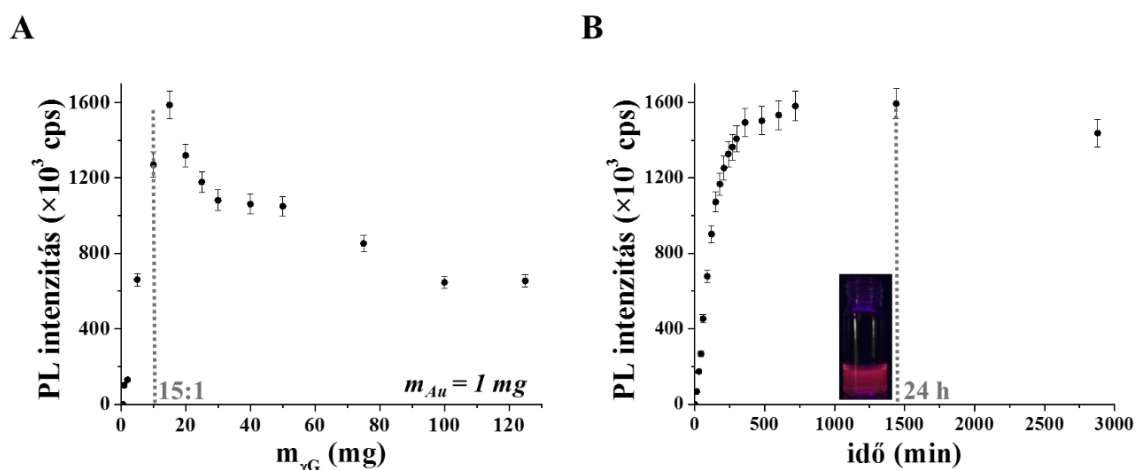 A
B
PL intenzitás (×10³ cps)
1600
1200
800
400
0
15:1
m_Au = 1 mg
0 20 40 60 80 100 120
m_γG (mg)
PL intenzitás (×10³ cps)
1600
1200
800
400
0
24 h
0 500 1000 1500 2000 2500 3000
idő (min)